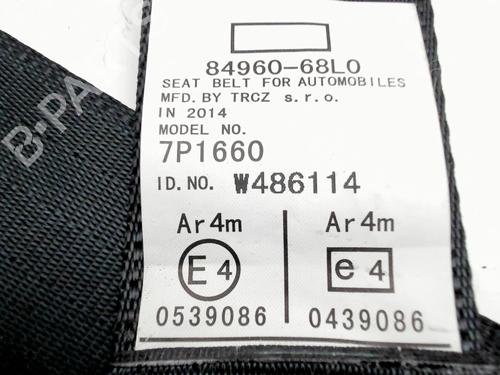 84960-68L0
SEAT BELT FOR AUTOMOBILES
MFD. BY TRCZ s.r.o.
IN 2014
MODEL NO.
7P1660
ID.NO. W486114
Ar4m Ar4m
E4 e4
0539086 0439086